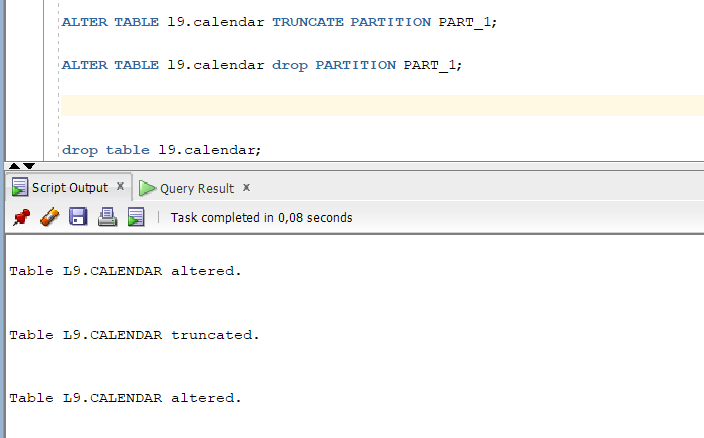 ALTER TABLE l9.calendar TRUNCATE PARTITION PART_1;
ALTER TABLE l9.calendar drop PARTITION PART_1;
drop table l9.calendar;
Script Output x Query Result x
Task completed in 0,08 seconds
Table L9.CALENDAR altered.
Table L9.CALENDAR truncated.
Table L9.CALENDAR altered.